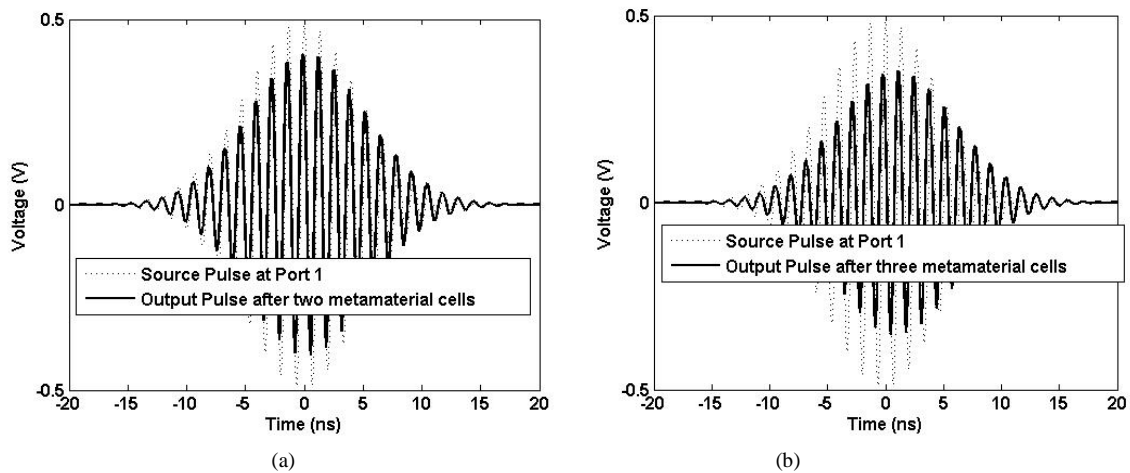 0.5
0
-0.5
Voltage (V)
Source Pulse at Port 1
Output Pulse after two metamaterial cells
-20 -15 -10 -5 0 5 10 15 20
Time (ns)
(a)
0.5
0
-0.5
Voltage (V)
Source Pulse at Port 1
Output Pulse after three metamaterial cells
-20 -15 -10 -5 0 5 10 15 20
Time (ns)
(b)